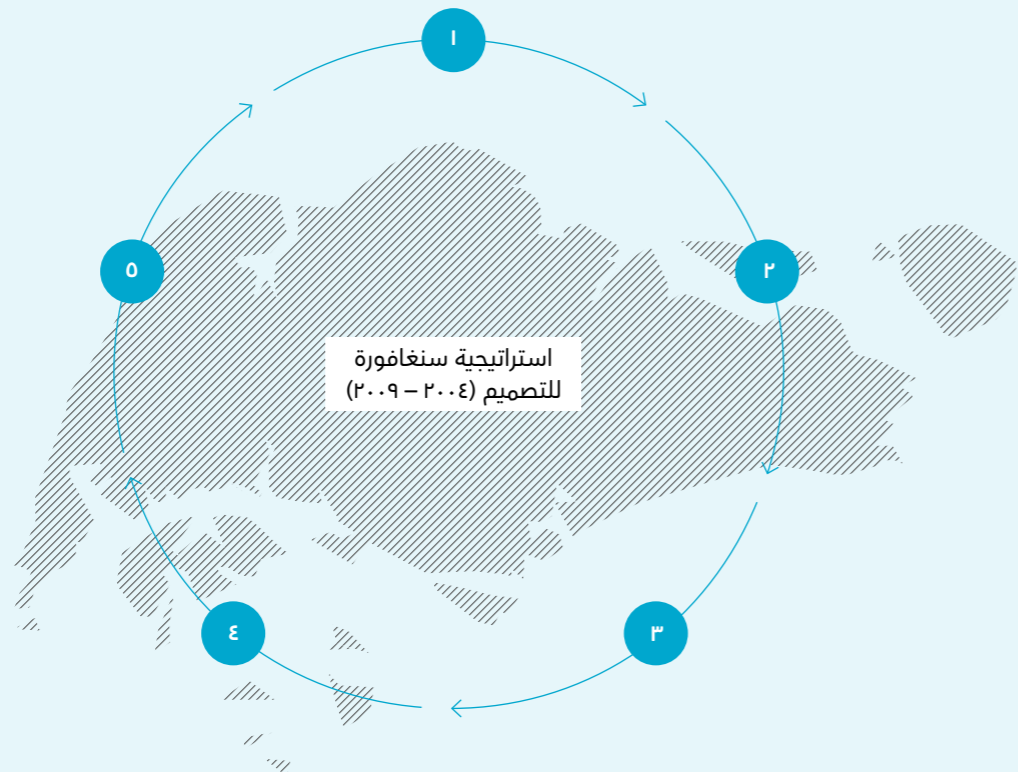 ١
٢
٣
٤
٥
استراتيجية سنغافورة
للتصميم (٢٠٠٤ – ٢٠٠٩)